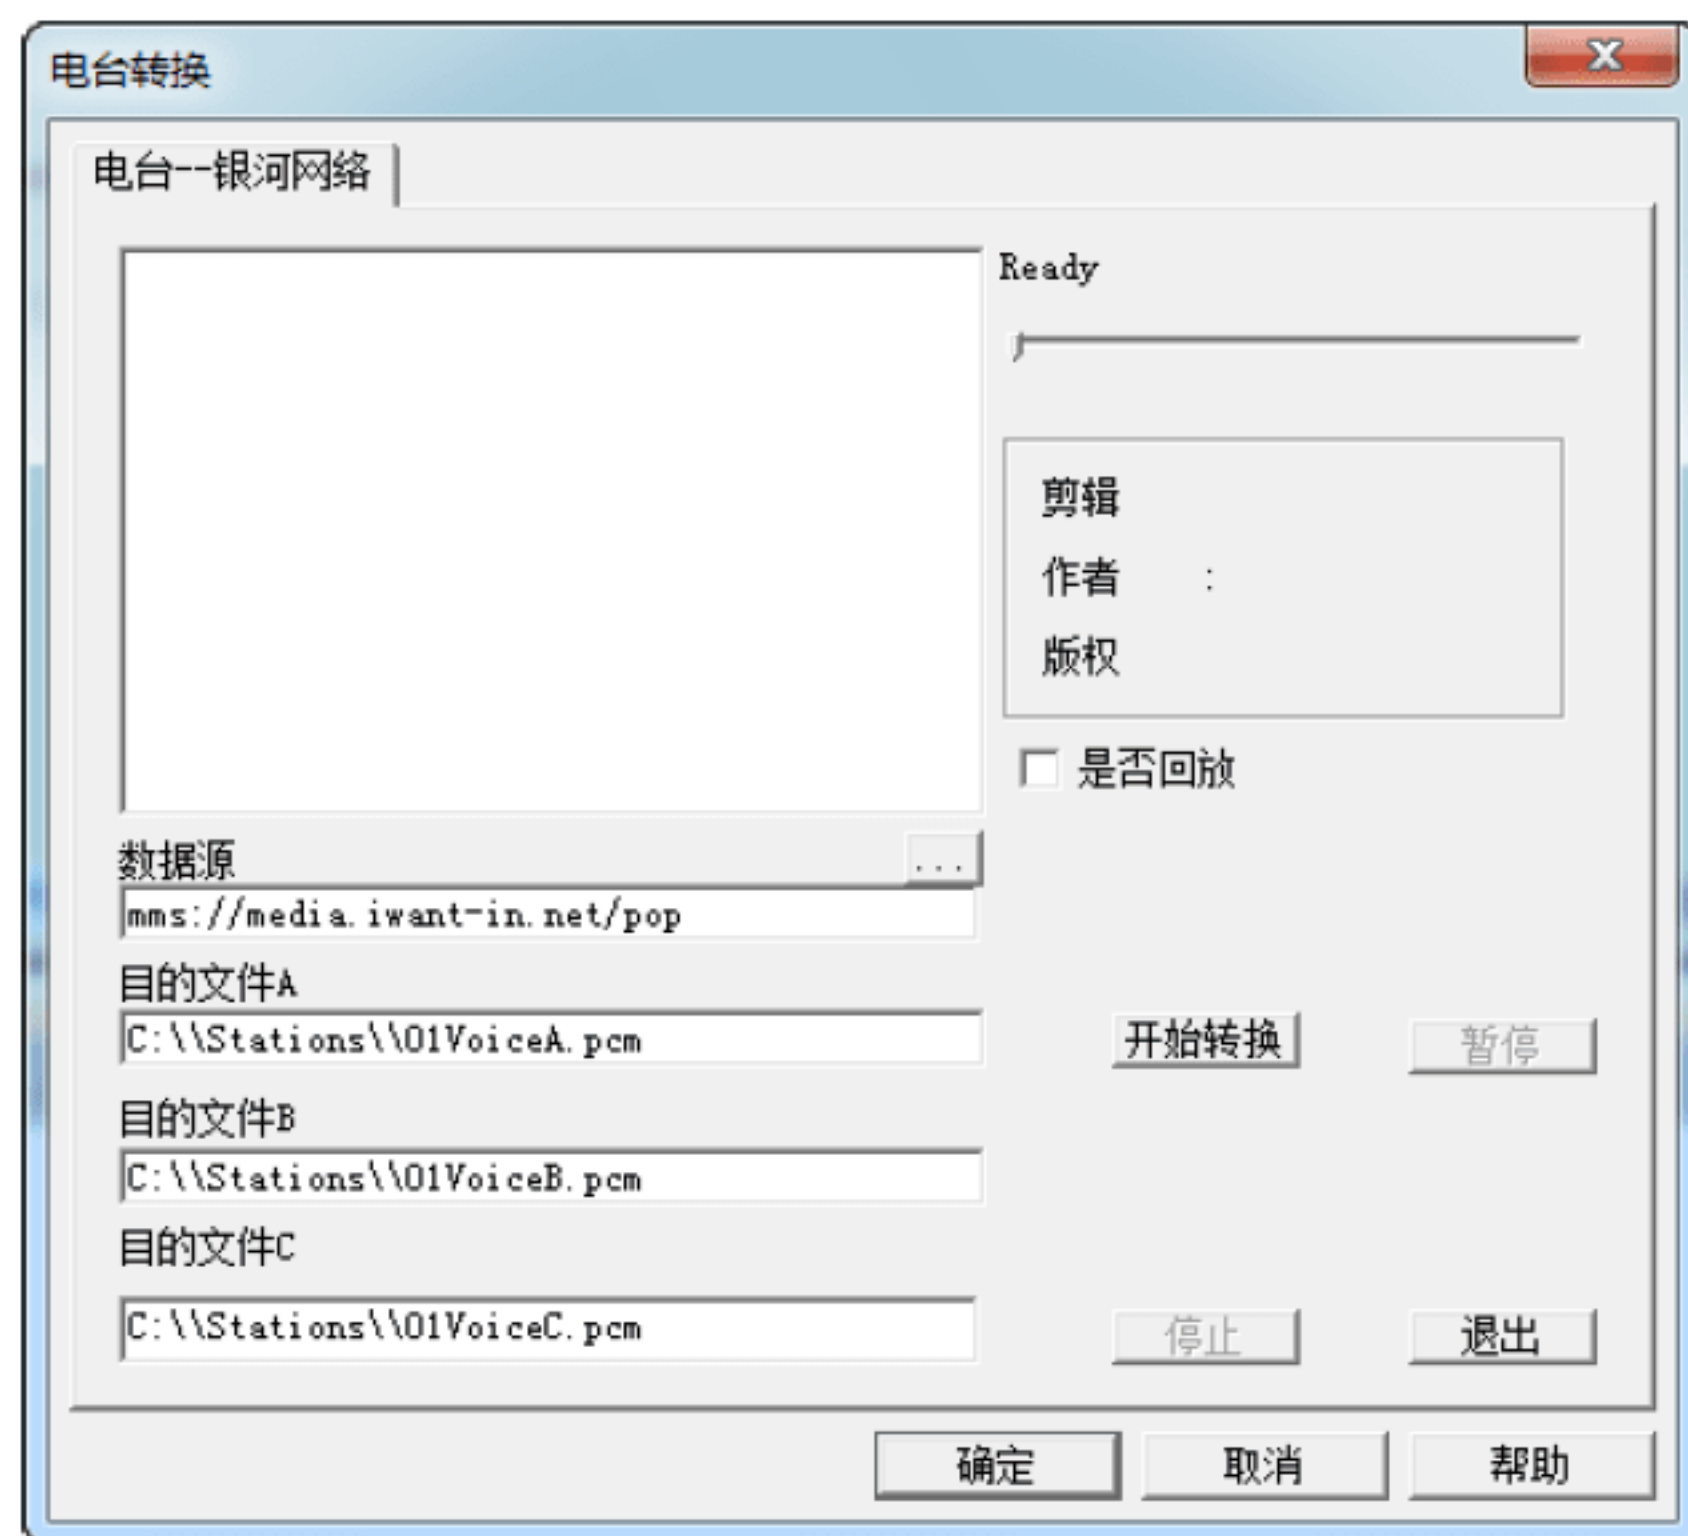 电台转换
电台--银河网络
Ready
剪辑
作者 :
版权
是否回放
数据源
...
mms://media.iwant-in.net/pop
目的文件A
C:\\Stations\\01VoiceA.pcm
开始转换
暂停
目的文件B
C:\\Stations\\01VoiceB.pcm
目的文件C
C:\\Stations\\01VoiceC.pcm
停止
退出
确定
取消
帮助